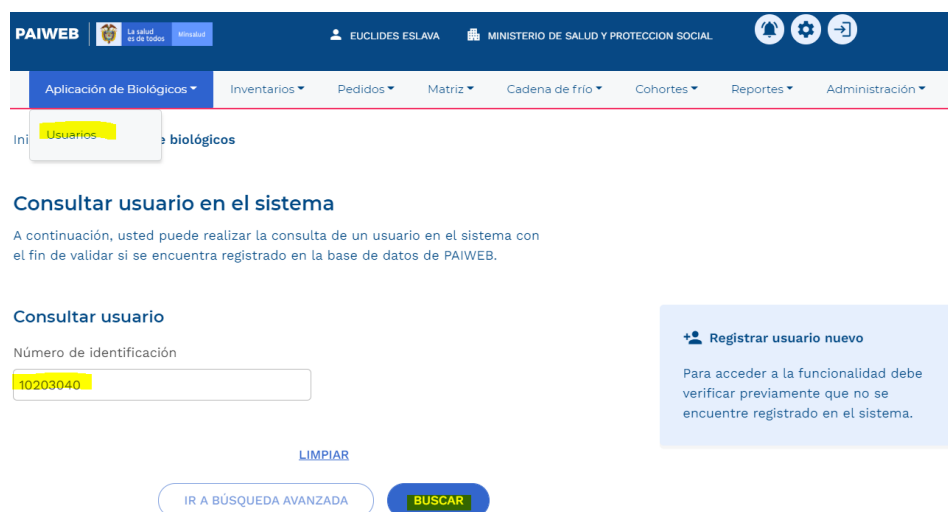 PAIWEB La salud es de todos Minsalud EUCLIDES ESLAVA MINISTERIO DE SALUD Y PROTECCION SOCIAL
Aplicación de Biológicos Inventarios Pedidos Matriz Cadena de frío Cohortes Reportes Administración
Usuarios
Ini e biológicos
Consultar usuario en el sistema
A continuación, usted puede realizar la consulta de un usuario en el sistema con
el fin de validar si se encuentra registrado en la base de datos de PAIWEB.
Consultar usuario
Número de identificación
10203040
LIMPIAR
IR A BÚSQUEDA AVANZADA BUSCAR
Registrar usuario nuevo
Para acceder a la funcionalidad debe
verificar previamente que no se
encuentre registrado en el sistema.